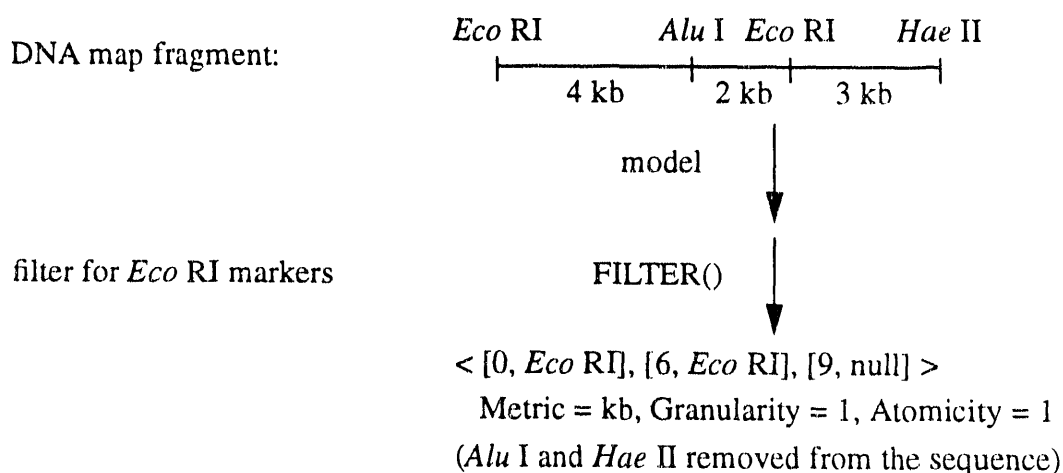 Eco RI Alu I Eco RI Hae II
DNA map fragment:
4 kb 2 kb 3 kb
model
filter for Eco RI markers FILTER()
< [0, Eco RI], [6, Eco RI], [9, null] >
Metric = kb, Granularity = 1, Atomicity = 1
(Alu I and Hae II removed from the sequence)